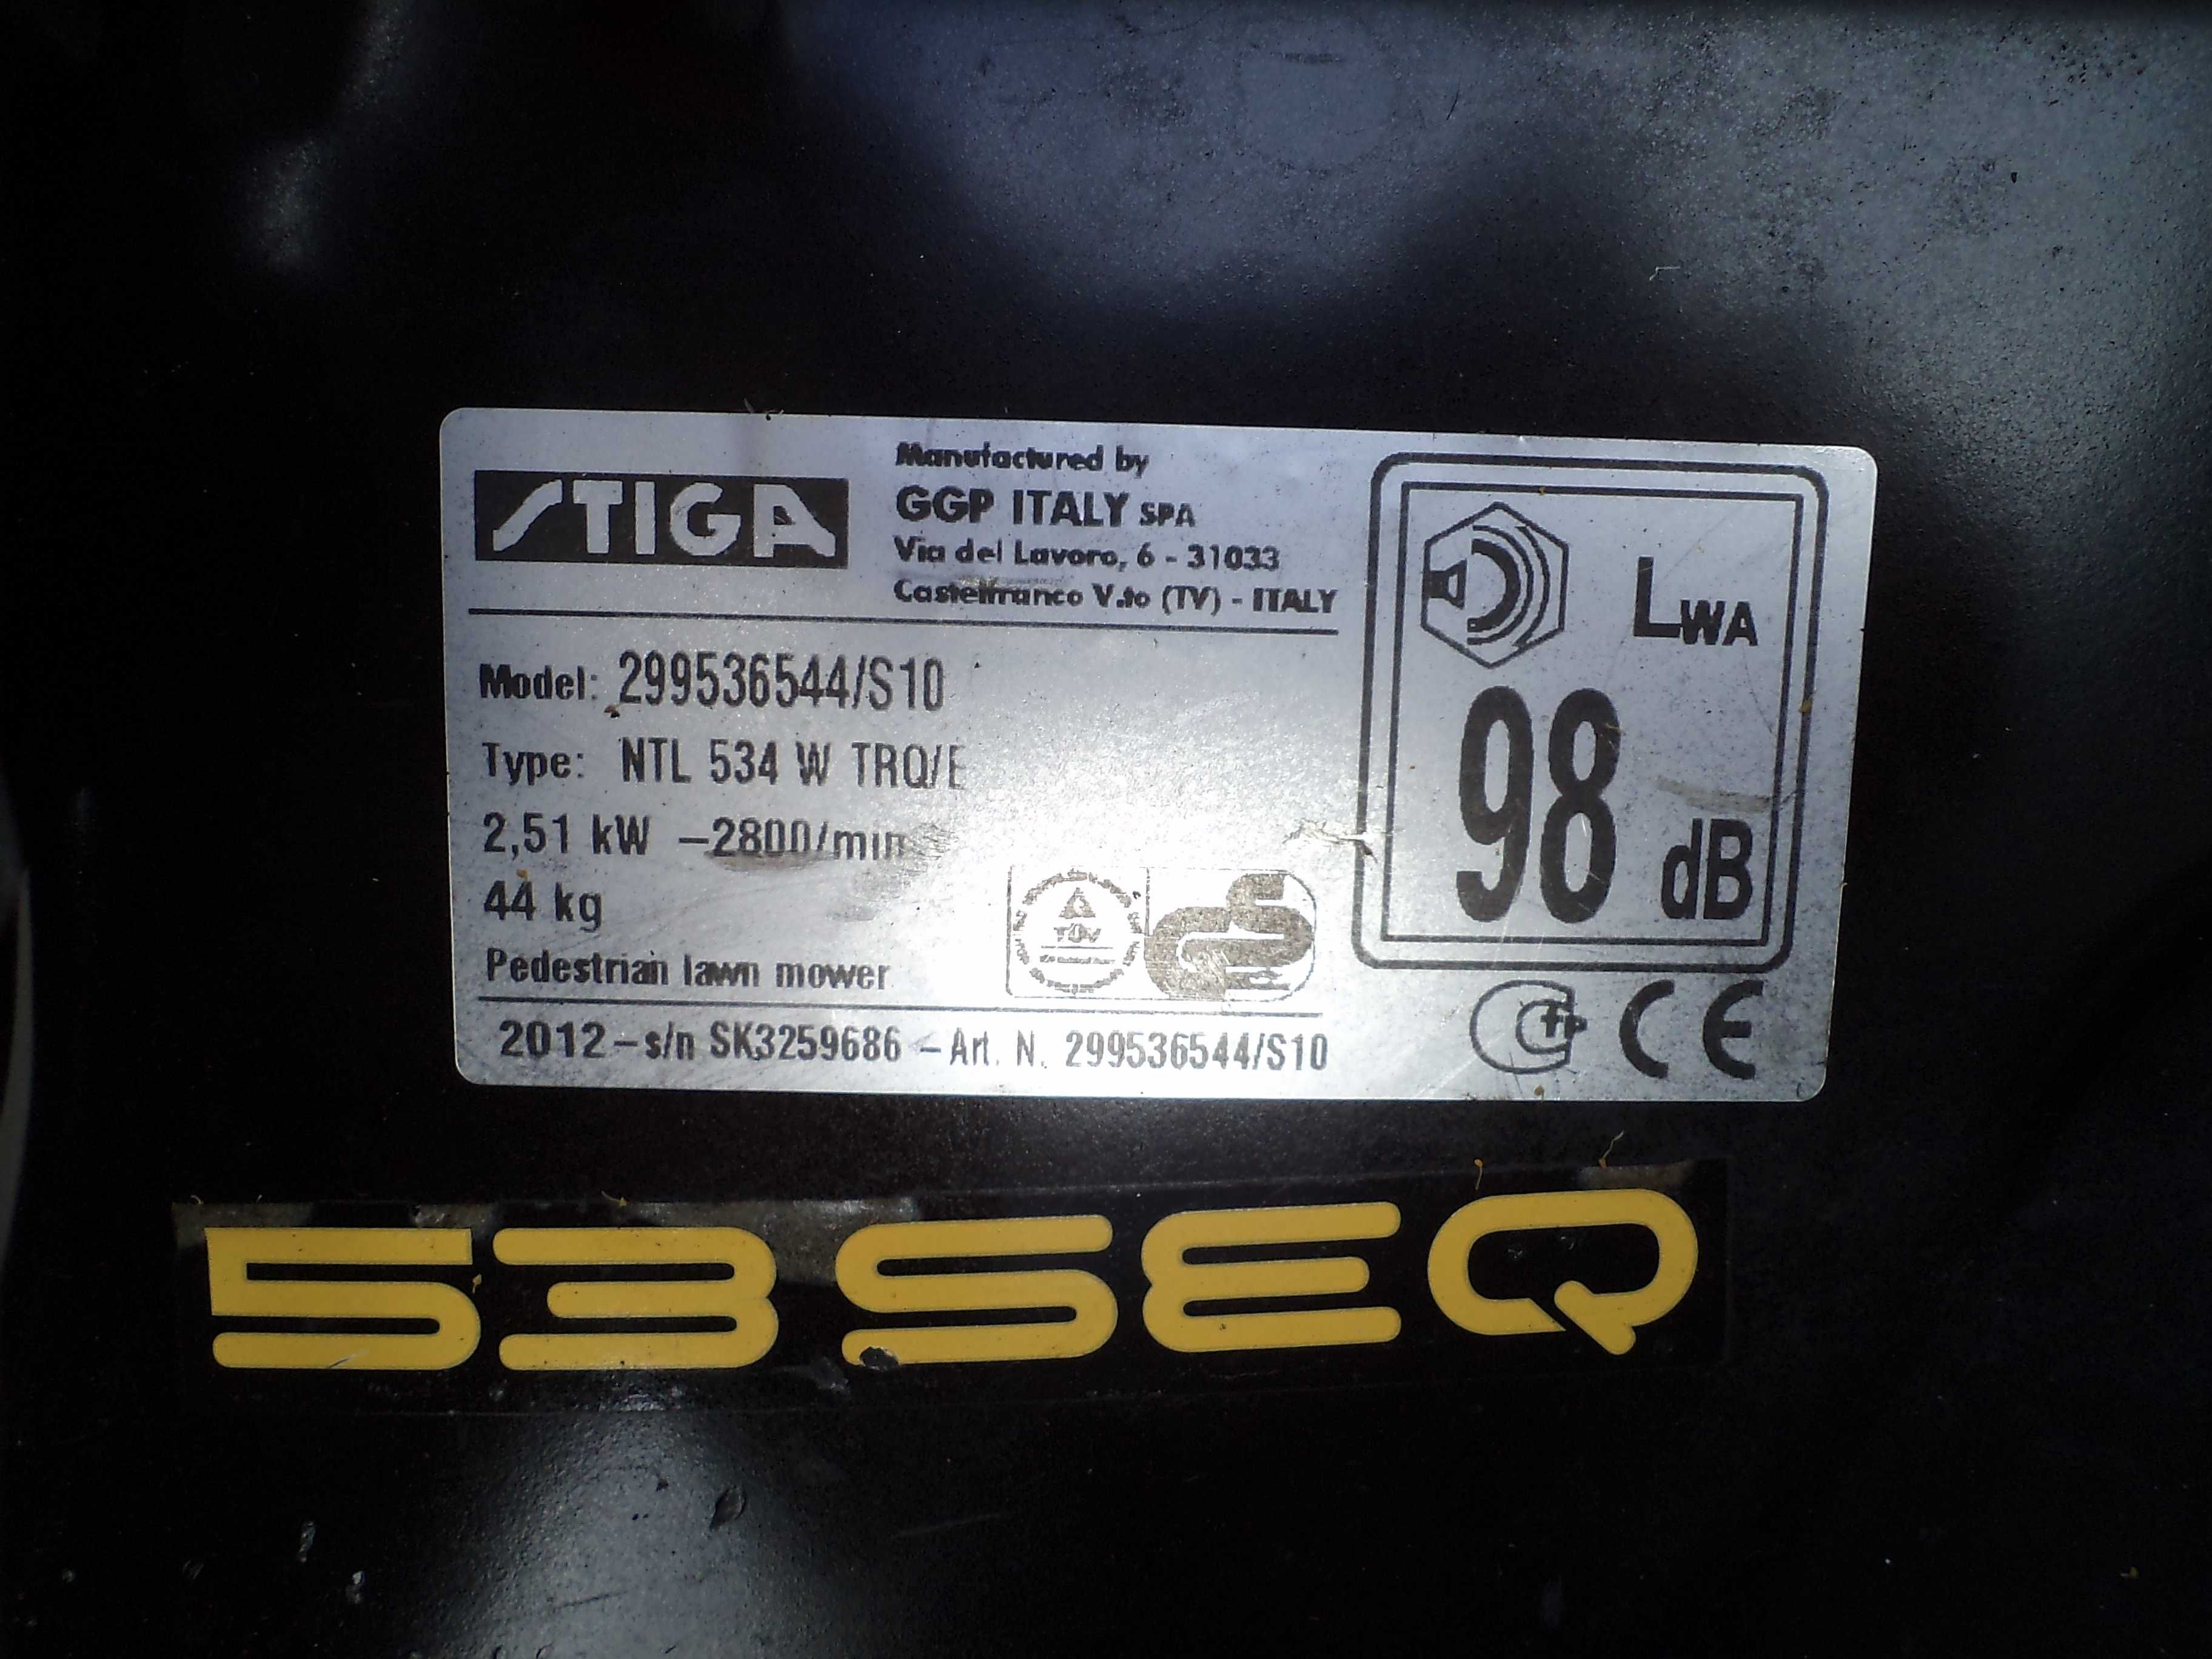 STIGA
Manufactured by
GGP ITALY SPA
Via del Lavoro, 6 - 31033
Castelfranco V.to (TV) - ITALY
Model: 299536544/S10
Type: NTL 534 W TRQ/E
2,51 kW –2800/min
44 kg
Pedestrian lawn mower
TÜV
GS
LWA
98 dB
CE
2012 – s/n SK3259686 – Art. N. 299536544/S10
53 SEQ